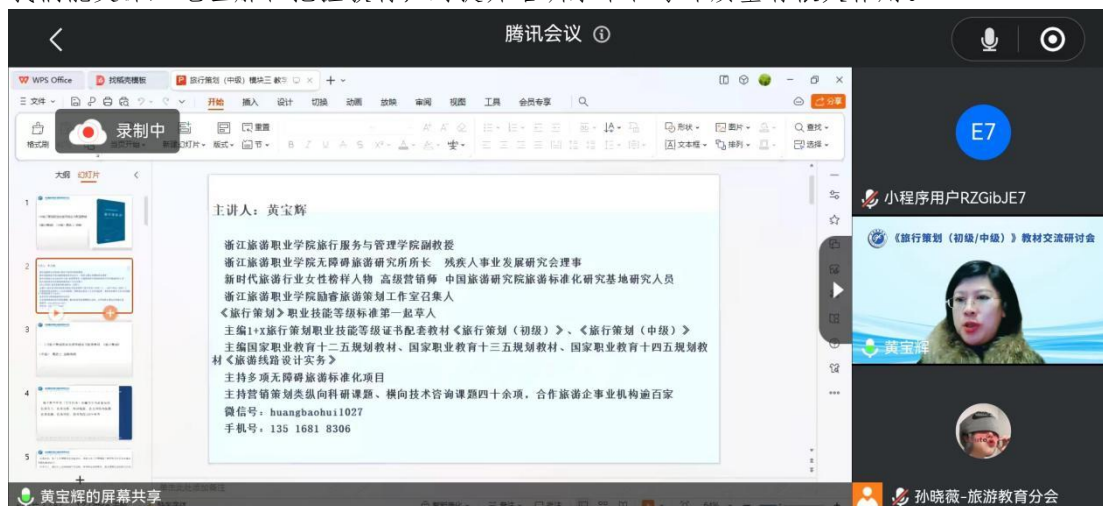 腾讯会议
WPS Office 找稿壳模板 旅行策划（中级）模块三 教学
文件 开始 插入 设计 切换 动画 放映 审阅 视图 工具 会员专享 分享
录制中
格式刷 版式 节 重置 形状 图片 查找
文本框 排列 选择
大纲 幻灯片
主讲人：黄宝辉
浙江旅游职业学院旅行服务与管理学院副教授
浙江旅游职业学院无障碍旅游研究所所长 残疾人事业发展研究会理事
新时代旅游行业女性榜样人物 高级营销师 中国旅游研究院旅游标准化研究基地研究人员
浙江旅游职业学院励睿旅游策划工作室召集人
《旅行策划》职业技能等级标准第一起草人
主编1+X旅行策划职业技能等级证书配套教材《旅行策划（初级）》、《旅行策划（中级）》
主编国家职业教育十二五规划教材、国家职业教育十三五规划教材、国家职业教育十四五规划教
材《旅游线路设计实务》
主持多项无障碍旅游标准化项目
主持营销策划类纵向科研课题、横向技术咨询课题四十余项，合作旅游企事业机构逾百家
微信号：huangbaohui1027
手机号：135 1681 8306
黄宝辉的屏幕共享
E7
小程序用户RZGibJE7
《旅行策划（初级/中级）》教材交流研讨会
黄宝辉
孙晓薇-旅游教育分会